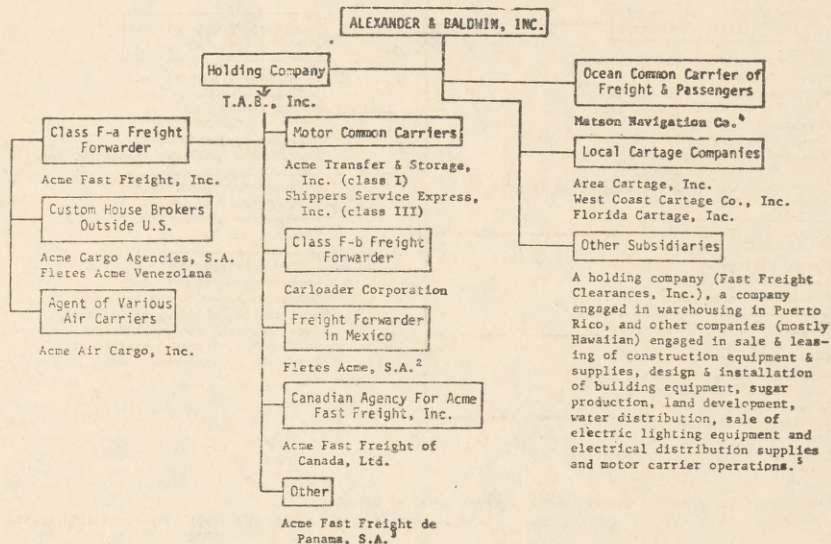 ALEXANDER & BALDWIN, INC.
Holding Company
T.A.B., Inc.
Class F-a Freight
Forwarder
Acme Fast Freight, Inc.
Custom House Brokers
Outside U.S.
Acme Cargo Agencies, S.A.
Fletes Acme Venezolana
Agent of Various
Air Carriers
Acme Air Cargo, Inc.
Motor Common Carriers
Acme Transfer & Storage,
Inc. (class I)
Shippers Service Express,
Inc. (class III)
Class F-b Freight
Forwarder
Carloader Corporation
Freight Forwarder
in Mexico
Fletes Acme, S.A.²
Canadian Agency For Acme
Fast Freight, Inc.
Acme Fast Freight of
Canada, Ltd.
Other
Acme Fast Freight de
Panama, S.A.³
Ocean Common Carrier of
Freight & Passengers
Matson Navigation Co.⁴
Local Cartage Companies
Area Cartage, Inc.
West Coast Cartage Co., Inc.
Florida Cartage, Inc.
Other Subsidiaries
A holding company (Fast Freight
Clearances, Inc.), a company
engaged in warehousing in Puerto
Rico, and other companies (mostly
Hawaiian) engaged in sale & leas-
ing of construction equipment &
supplies, design & installation
of building equipment, sugar
production, land development,
water distribution, sale of
electric lighting equipment and
electrical distribution supplies
and motor carrier operations.⁵